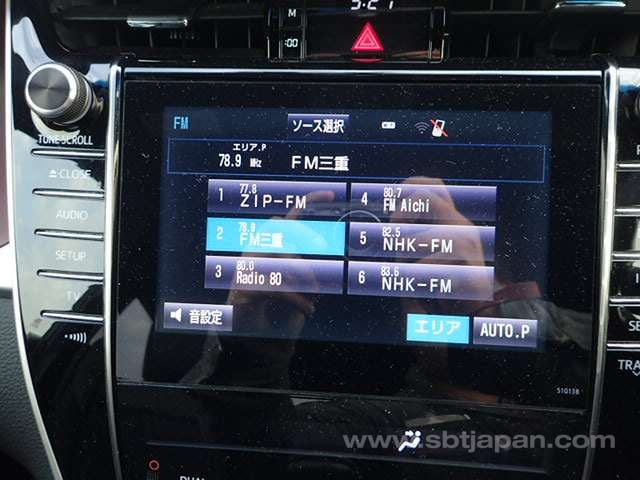 M
:00
TUNE·SCROLL
⏏CLOSE
AUDIO
SETUP
TV
FM
ソース選択
エリア.P
78.9 MHz FM三重
1 77.8 ZIP-FM
2 78.9 FM三重
3 80.0 Radio 80
4 80.7 FM Aichi
5 82.5 NHK-FM
6 83.6 NHK-FM
音設定
エリア
AUTO.P
510138
www.sbtjapan.com
DUAL